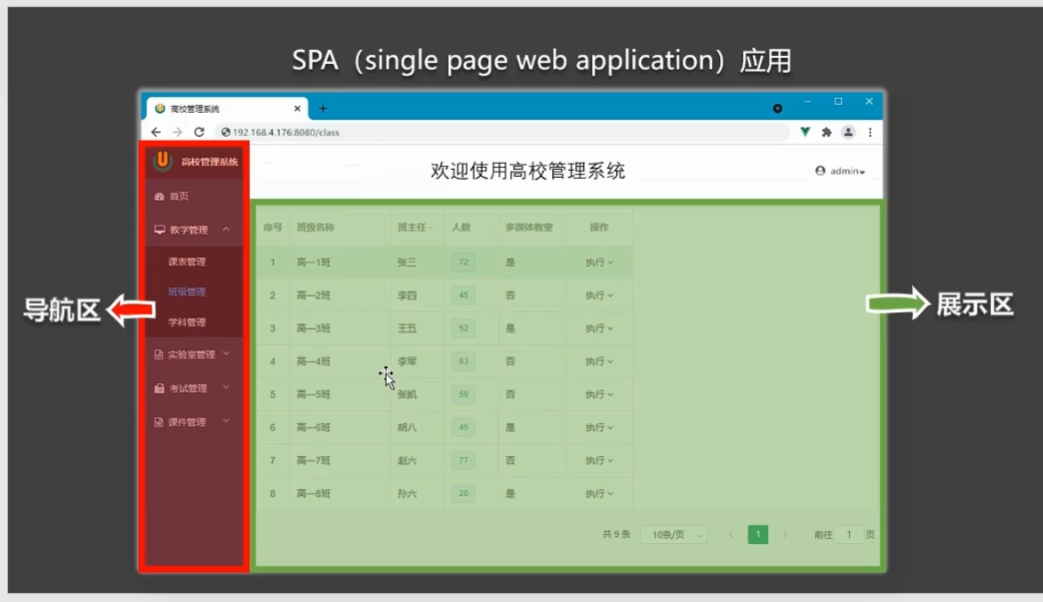 SPA（single page web application）应用
高校管理系统
192.168.4.176:8080/class
高校管理系统
欢迎使用高校管理系统
admin
首页
教学管理
课表管理
班级管理
学科管理
实验室管理
考试管理
课件管理
导航区
序号 班级名称 班主任 人数 多媒体教室 操作
1 高一1班 张三 72 是 执行
2 高一2班 李四 45 否 执行
3 高一3班 王五 52 是 执行
4 高一4班 李军 63 否 执行
5 高一5班 张凯 59 否 执行
6 高一6班 胡八 45 是 执行
7 高一7班 赵六 77 否 执行
8 高一8班 孙六 20 是 执行
共 9 条 10条/页 1 前往 1 页
展示区